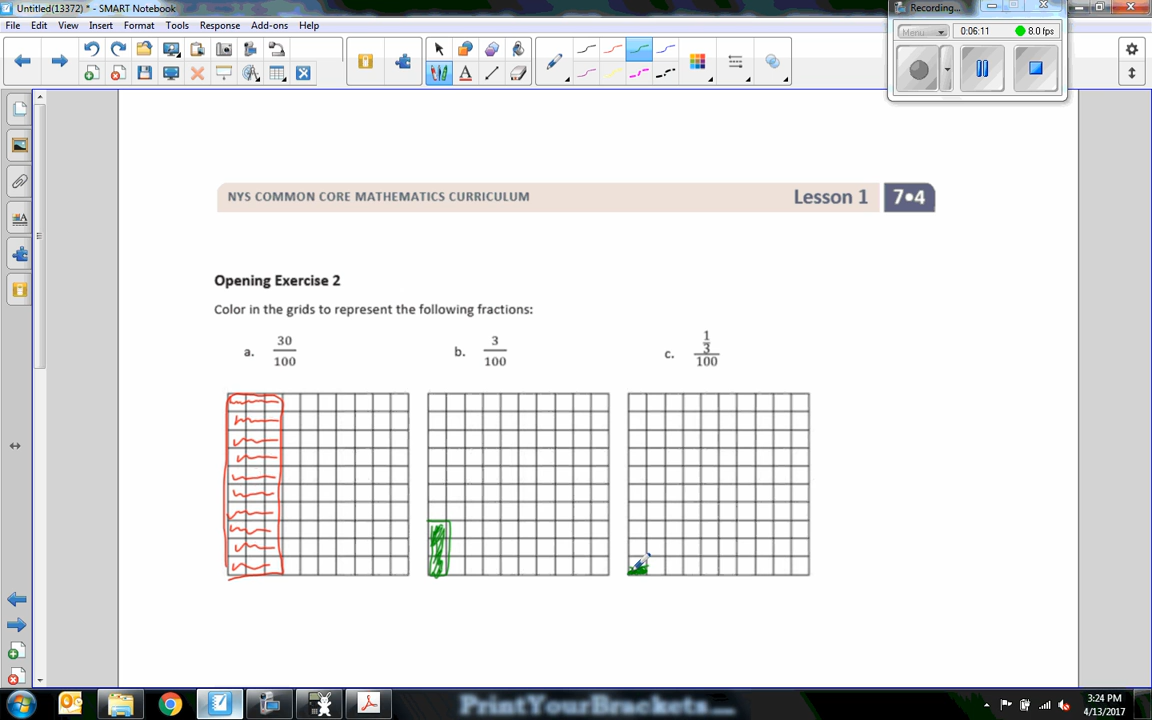 Untitled(13372) * - SMART Notebook
Recording...
File Edit View Insert Format Tools Response Add-ons Help
Menu 0:06:11 8.0 fps
NYS COMMON CORE MATHEMATICS CURRICULUM Lesson 1 7•4
Opening Exercise 2
Color in the grids to represent the following fractions:
a. 30/100 b. 3/100 c. 1/3/100
PrintYourBrackets.com
3:24 PM
4/13/2017